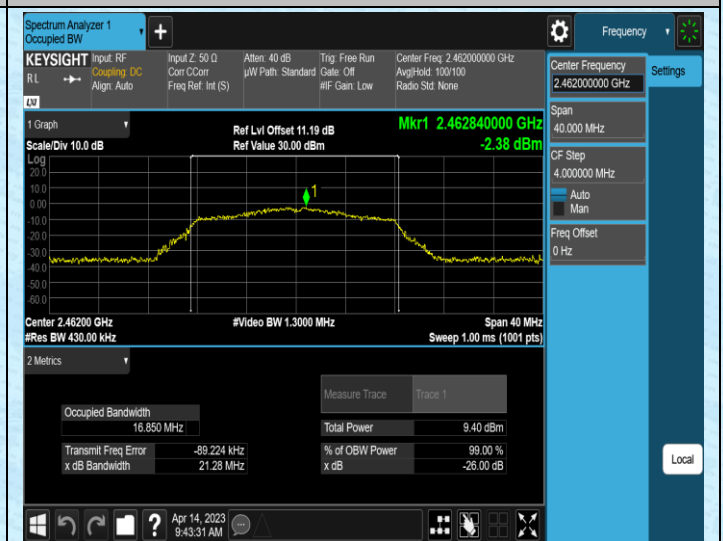 Spectrum Analyzer 1
Occupied BW
+
Frequency
KEYSIGHT
R L
LXI
Input: RF
Coupling: DC
Align: Auto
Input Z: 50 Ω
Corr CCorr
Freq Ref: Int (S)
Atten: 40 dB
µW Path: Standard
Trig: Free Run
Gate: Off
#IF Gain: Low
Center Freq: 2.462000000 GHz
Avg|Hold: 100/100
Radio Std: None
Center Frequency
2.462000000 GHz
Settings
Span
40.000 MHz
CF Step
4.000000 MHz
Auto
Man
Freq Offset
0 Hz
1 Graph
Scale/Div 10.0 dB
Ref Lvl Offset 11.19 dB
Ref Value 30.00 dBm
Mkr1 2.462840000 GHz
-2.38 dBm
Log
20.0
10.0
0.00
-10.0
-20.0
-30.0
-40.0
-50.0
-60.0
1
Center 2.46200 GHz
#Video BW 1.3000 MHz
Span 40 MHz
#Res BW 430.00 kHz
Sweep 1.00 ms (1001 pts)
2 Metrics
Measure Trace
Trace 1
Occupied Bandwidth
16.850 MHz
Total Power
9.40 dBm
Transmit Freq Error
-89.224 kHz
% of OBW Power
99.00 %
x dB Bandwidth
21.28 MHz
x dB
-26.00 dB
Local
?
Apr 14, 2023
9:43:31 AM